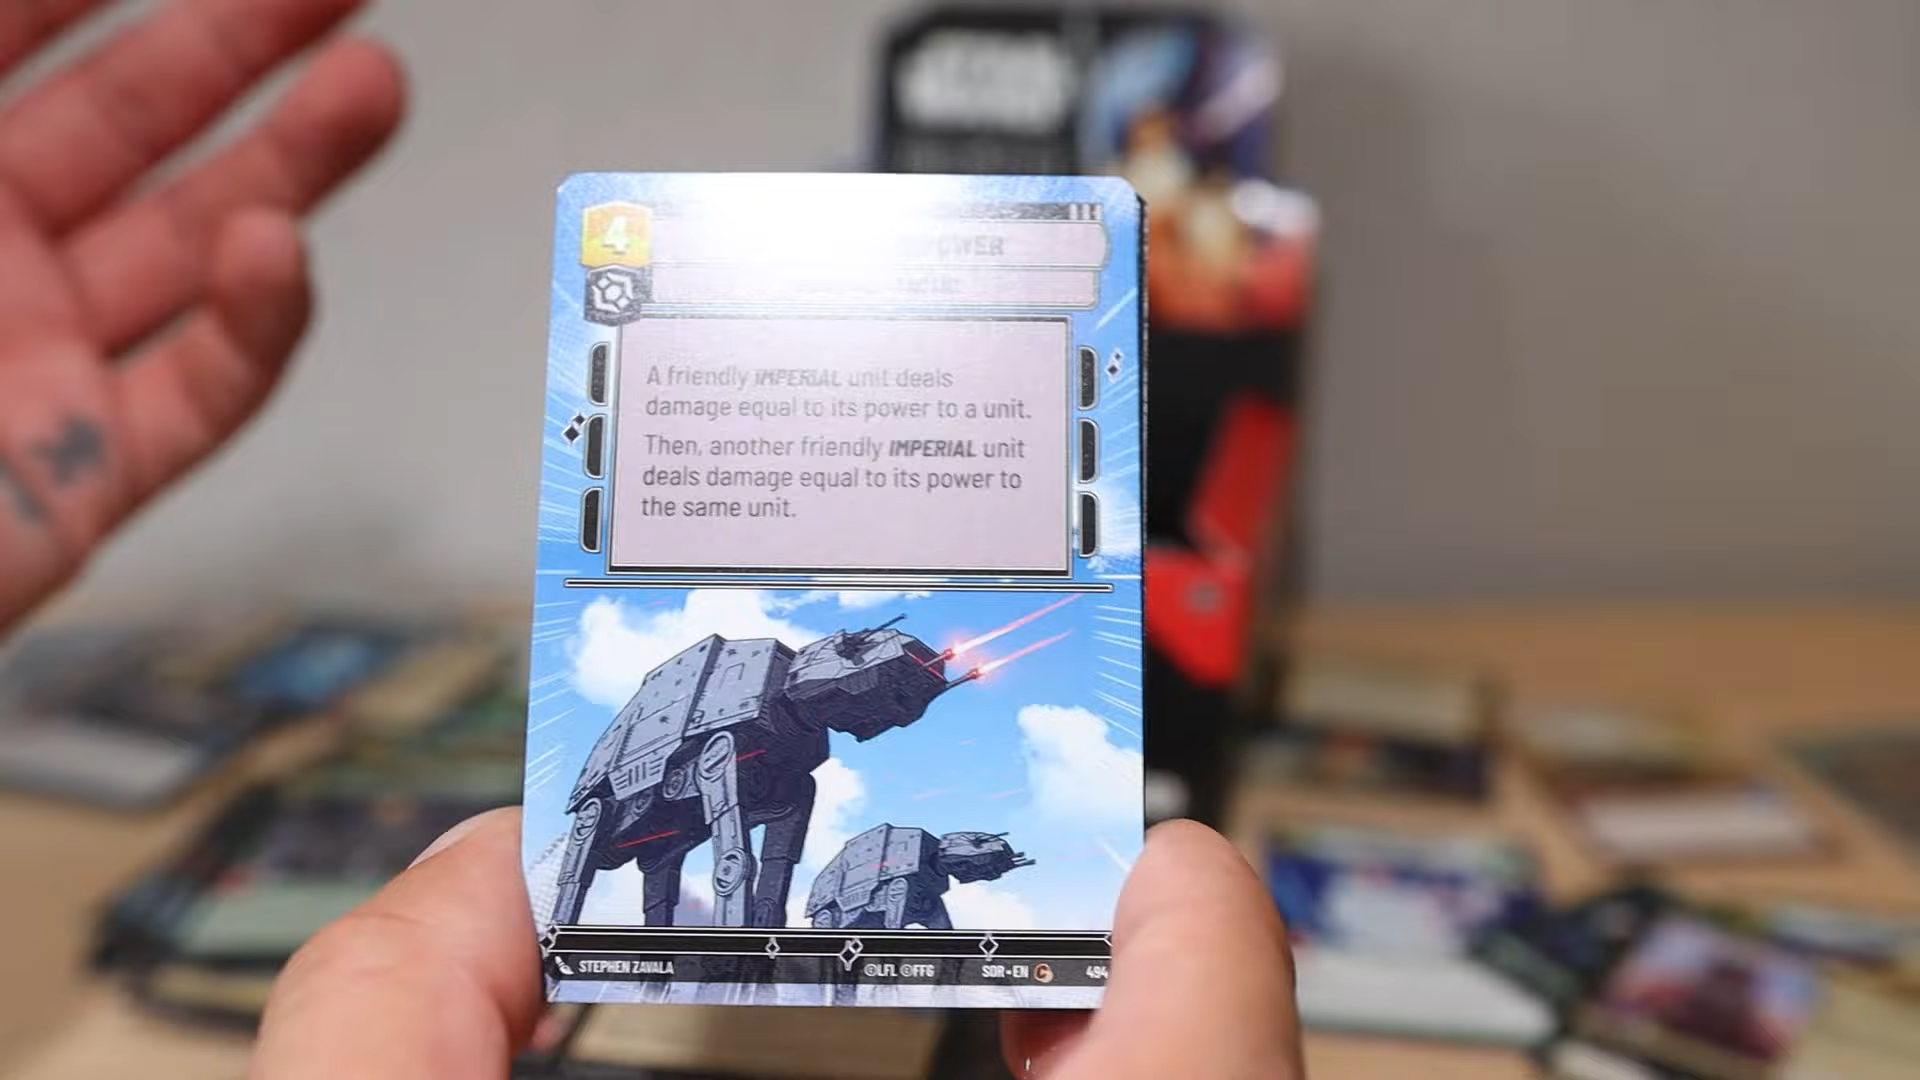 4
POWER
TACTIC
A friendly IMPERIAL unit deals
damage equal to its power to a unit.
Then, another friendly IMPERIAL unit
deals damage equal to its power to
the same unit.
STEPHEN ZAVALA ©LFL ©FFG SOR • EN C 494